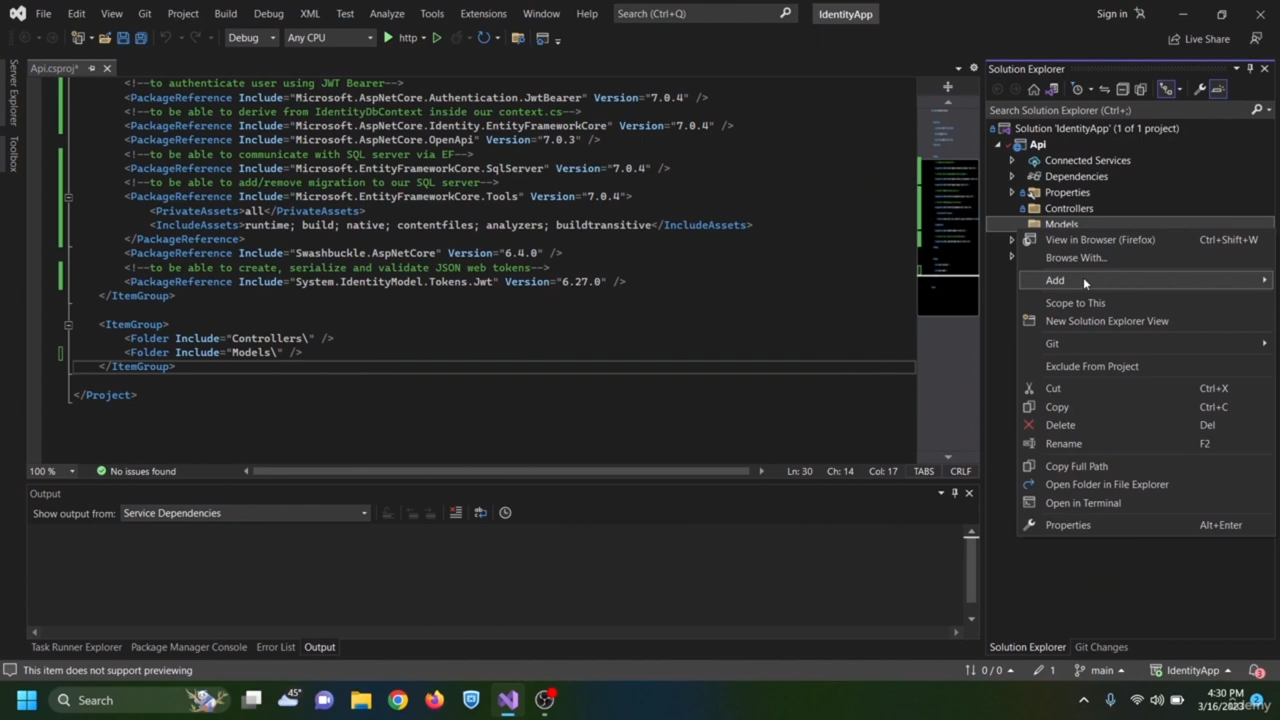 File Edit View Git Project Build Debug XML Test Analyze Tools Extensions Window Help Search (Ctrl+Q) IdentityApp Sign in
Debug Any CPU http Live Share
Server Explorer
Toolbox
Api.csproj*
<!--to authenticate user using JWT Bearer-->
<PackageReference Include="Microsoft.AspNetCore.Authentication.JwtBearer" Version="7.0.4" />
<!--to be able to derive from IdentityDbContext inside our context.cs-->
<PackageReference Include="Microsoft.AspNetCore.Identity.EntityFrameworkCore" Version="7.0.4" />
<PackageReference Include="Microsoft.AspNetCore.OpenApi" Version="7.0.3" />
<!--to be able to communicate with SQL server via EF-->
<PackageReference Include="Microsoft.EntityFrameworkCore.SqlServer" Version="7.0.4" />
<!--to be able to add/remove migration to our SQL server-->
<PackageReference Include="Microsoft.EntityFrameworkCore.Tools" Version="7.0.4">
<PrivateAssets>all</PrivateAssets>
<IncludeAssets>runtime; build; native; contentfiles; analyzers; buildtransitive</IncludeAssets>
</PackageReference>
<PackageReference Include="Swashbuckle.AspNetCore" Version="6.4.0" />
<!--to be able to create, serialize and validate JSON web tokens-->
<PackageReference Include="System.IdentityModel.Tokens.Jwt" Version="6.27.0" />
</ItemGroup>
<ItemGroup>
<Folder Include="Controllers\" />
<Folder Include="Models\" />
</ItemGroup>
</Project>
100 % No issues found Ln: 30 Ch: 14 Col: 17 TABS CRLF
Output
Show output from: Service Dependencies
Task Runner Explorer Package Manager Console Error List Output
Solution Explorer
Search Solution Explorer (Ctrl+;)
Solution 'IdentityApp' (1 of 1 project)
Api
Connected Services
Dependencies
Properties
Controllers
Models
View in Browser (Firefox) Ctrl+Shift+W
Browse With...
Add
Scope to This
New Solution Explorer View
Git
Exclude From Project
Cut Ctrl+X
Copy Ctrl+C
Delete Del
Rename F2
Copy Full Path
Open Folder in File Explorer
Open in Terminal
Properties Alt+Enter
Solution Explorer Git Changes
This item does not support previewing 0 / 0 1 main IdentityApp 3
Search 45° 4:30 PM
3/16/2023 2
Udemy